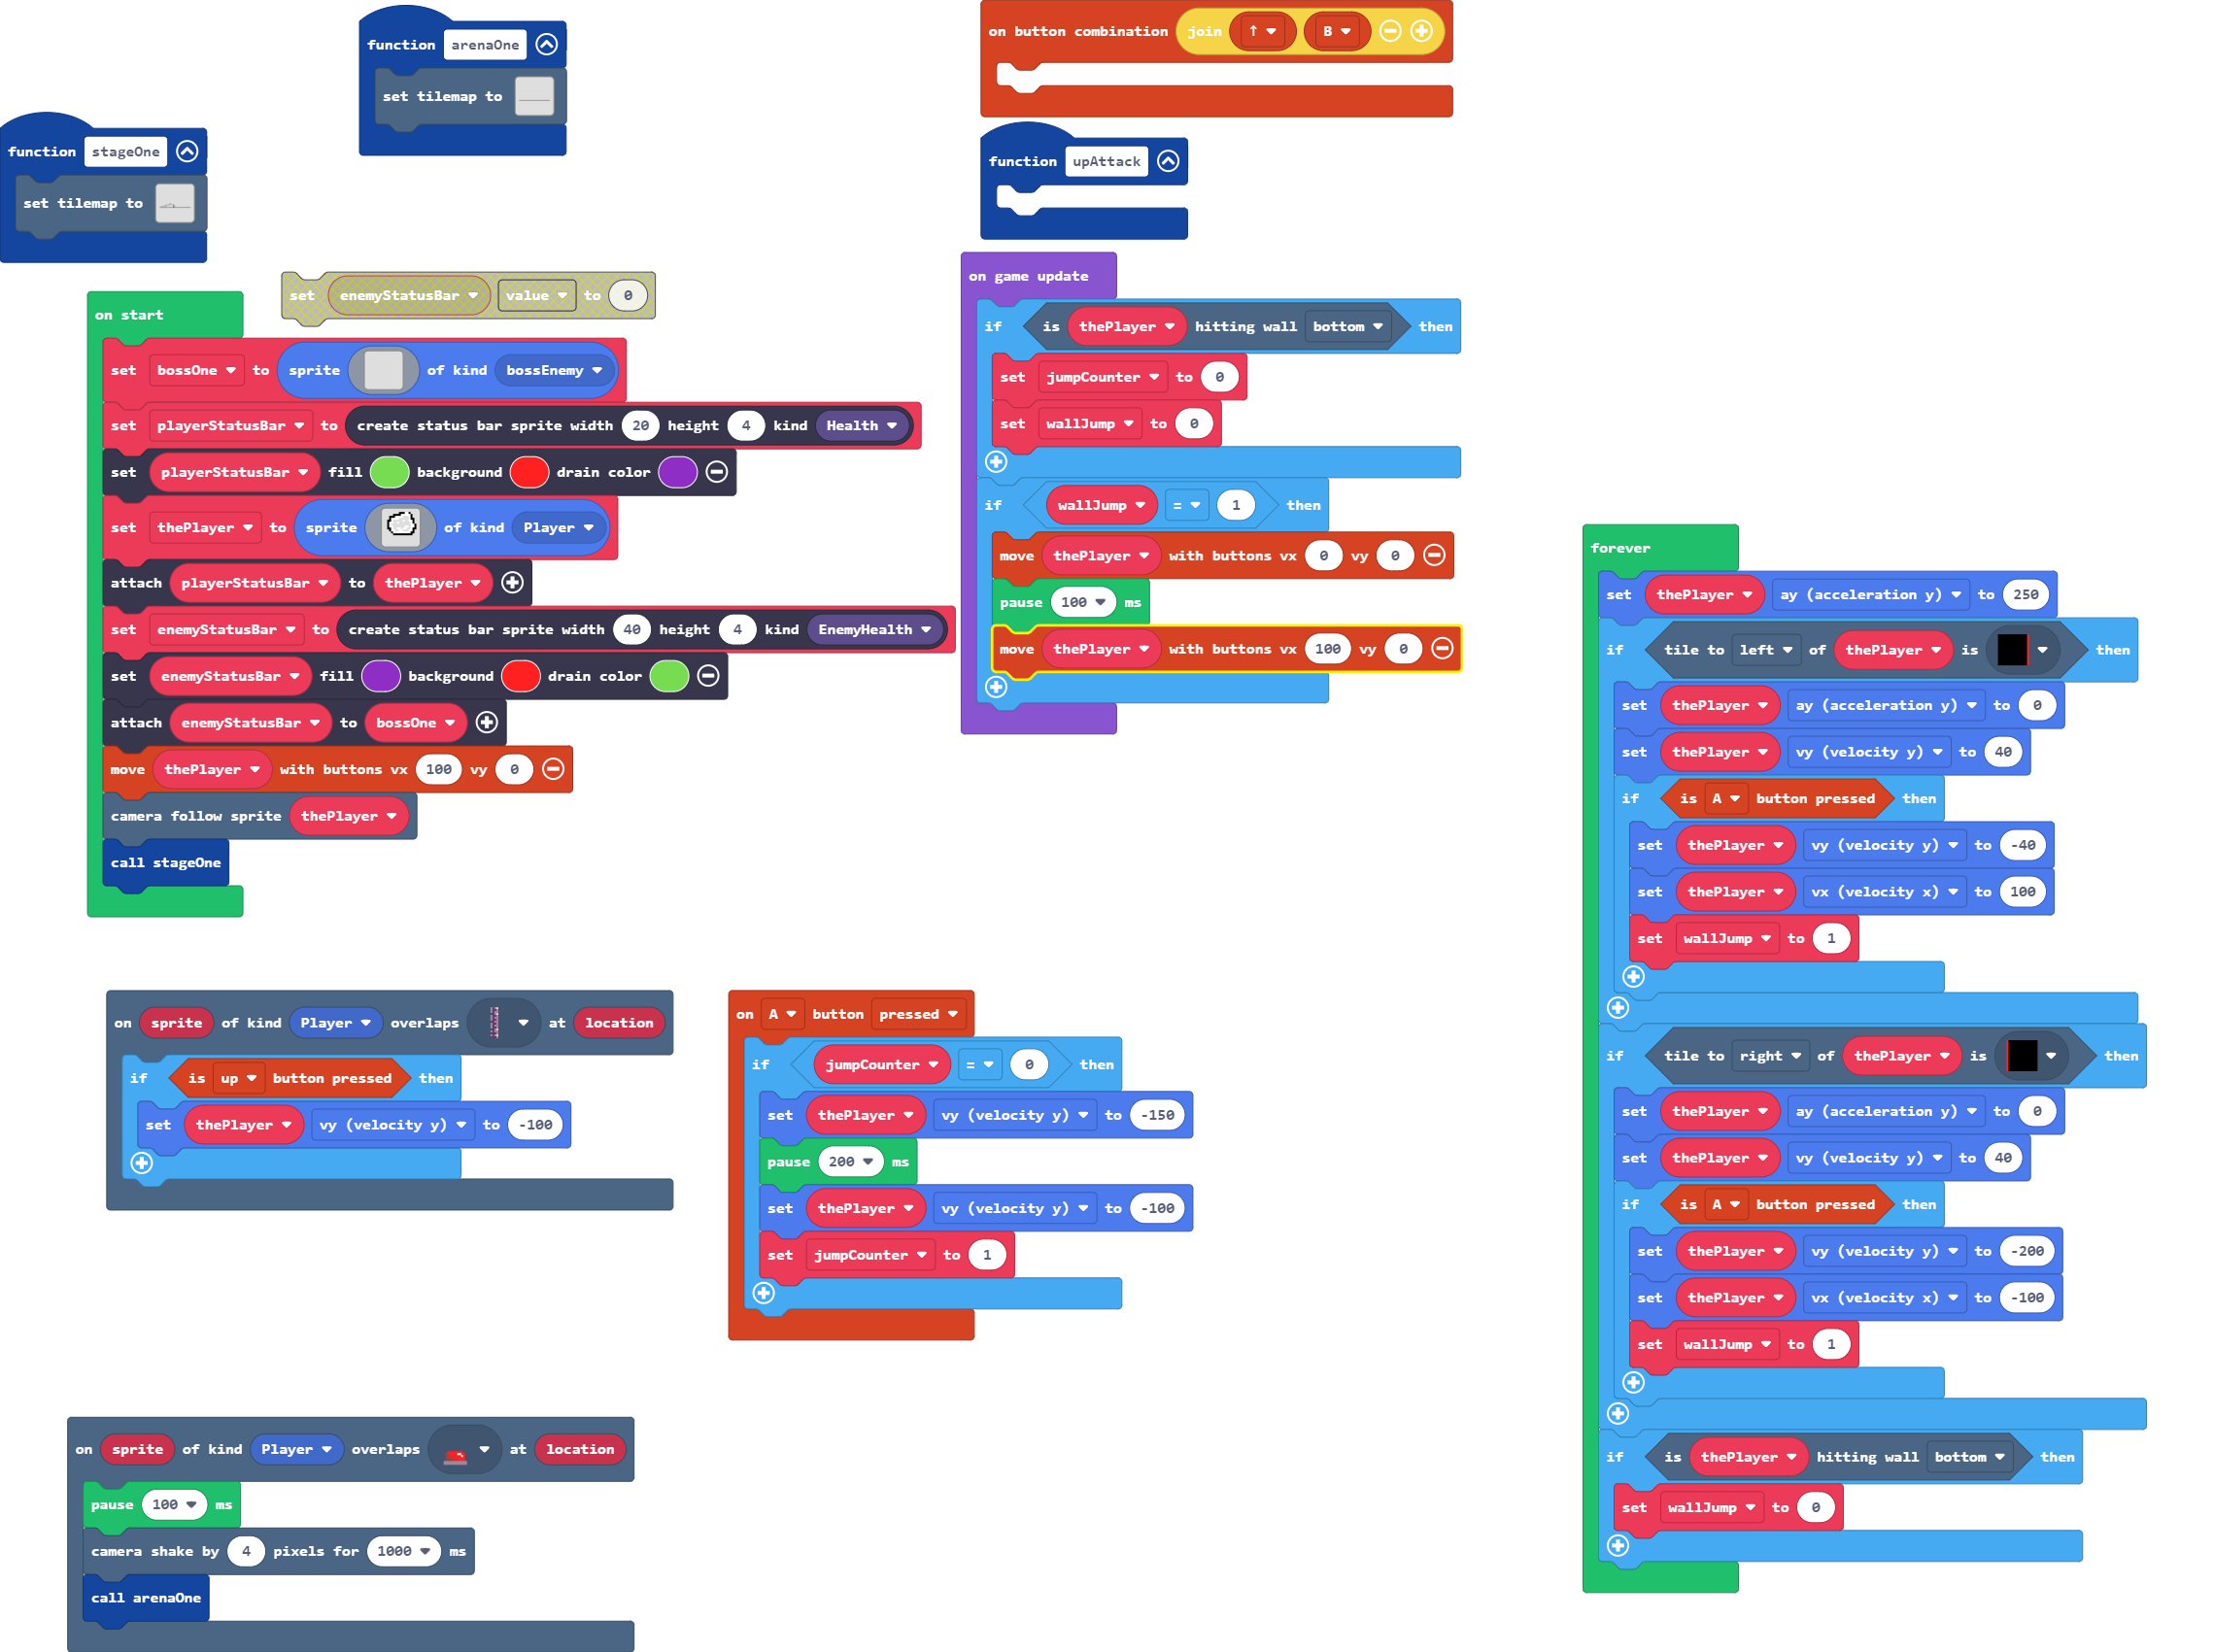 function arenaOne
set tilemap to
function stageOne
set tilemap to
set enemyStatusBar value to 0
on start
set bossOne to sprite of kind bossEnemy
set playerStatusBar to create status bar sprite width 20 height 4 kind Health
set playerStatusBar fill background drain color
set thePlayer to sprite of kind Player
attach playerStatusBar to thePlayer
set enemyStatusBar to create status bar sprite width 40 height 4 kind EnemyHealth
set enemyStatusBar fill background drain color
attach enemyStatusBar to bossOne
move thePlayer with buttons vx 100 vy 0
camera follow sprite thePlayer
call stageOne
on button combination join ↑ B
function upAttack
on game update
if is thePlayer hitting wall bottom then
set jumpCounter to 0
set wallJump to 0
if wallJump = 1 then
move thePlayer with buttons vx 0 vy 0
pause 100 ms
move thePlayer with buttons vx 100 vy 0
forever
set thePlayer ay (acceleration y) to 250
if tile to left of thePlayer is then
set thePlayer ay (acceleration y) to 0
set thePlayer vy (velocity y) to 40
if is A button pressed then
set thePlayer vy (velocity y) to -40
set thePlayer vx (velocity x) to 100
set wallJump to 1
if tile to right of thePlayer is then
set thePlayer ay (acceleration y) to 0
set thePlayer vy (velocity y) to 40
if is A button pressed then
set thePlayer vy (velocity y) to -200
set thePlayer vx (velocity x) to -100
set wallJump to 1
if is thePlayer hitting wall bottom then
set wallJump to 0
on sprite of kind Player overlaps at location
if is up button pressed then
set thePlayer vy (velocity y) to -100
on A button pressed
if jumpCounter = 0 then
set thePlayer vy (velocity y) to -150
pause 200 ms
set thePlayer vy (velocity y) to -100
set jumpCounter to 1
on sprite of kind Player overlaps at location
pause 100 ms
camera shake by 4 pixels for 1000 ms
call arenaOne